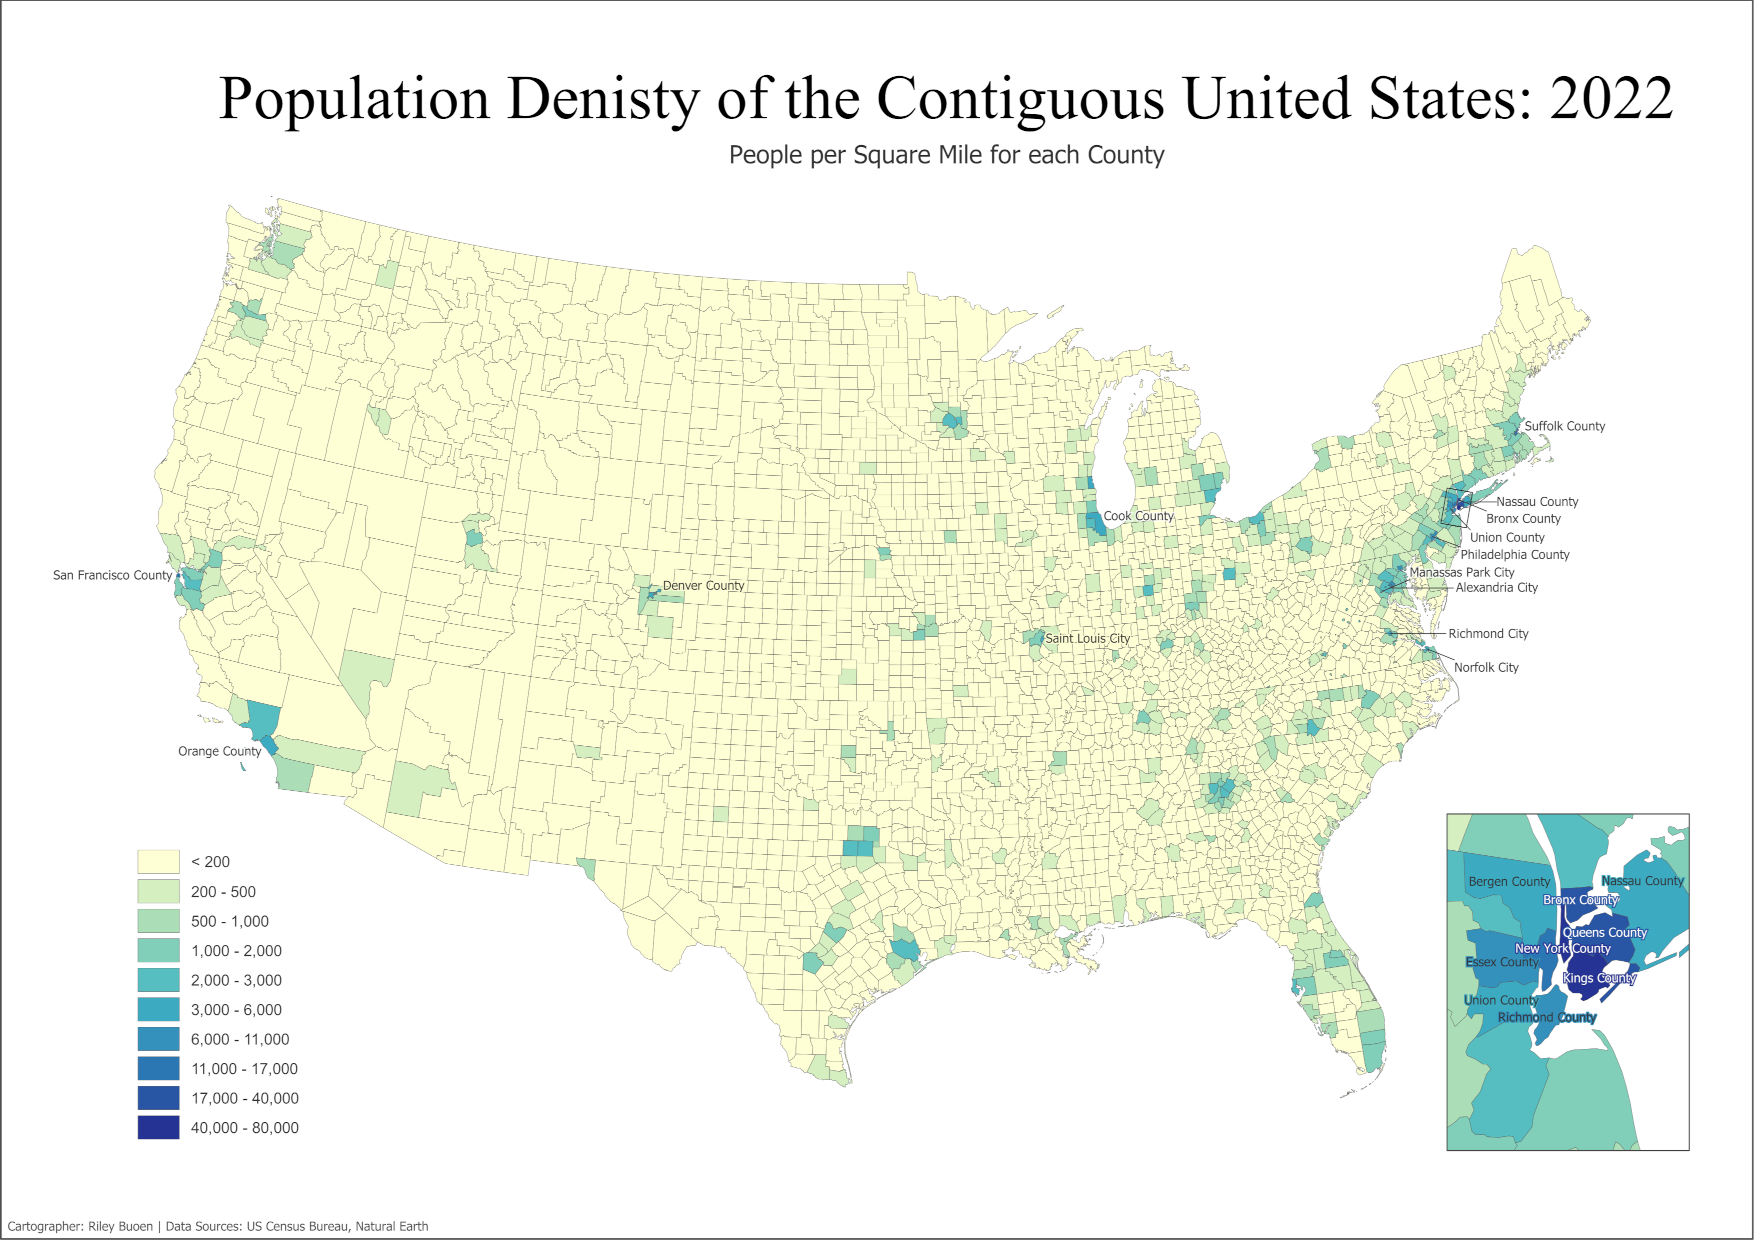 Population Denisty of the Contiguous United States: 2022
People per Square Mile for each County
Suffolk County
Nassau County
Cook County
Bronx County
Union County
Philadelphia County
San Francisco County
Manassas Park City
Denver County
Alexandria City
Richmond City
Saint Louis City
Norfolk City
Orange County
< 200
200 - 500
500 - 1,000
1,000 - 2,000
2,000 - 3,000
3,000 - 6,000
6,000 - 11,000
11,000 - 17,000
17,000 - 40,000
40,000 - 80,000
Bergen County
Nassau County
Bronx County
Queens County
New York County
Essex County
Kings County
Union County
Richmond County
Cartographer: Riley Buoen | Data Sources: US Census Bureau, Natural Earth